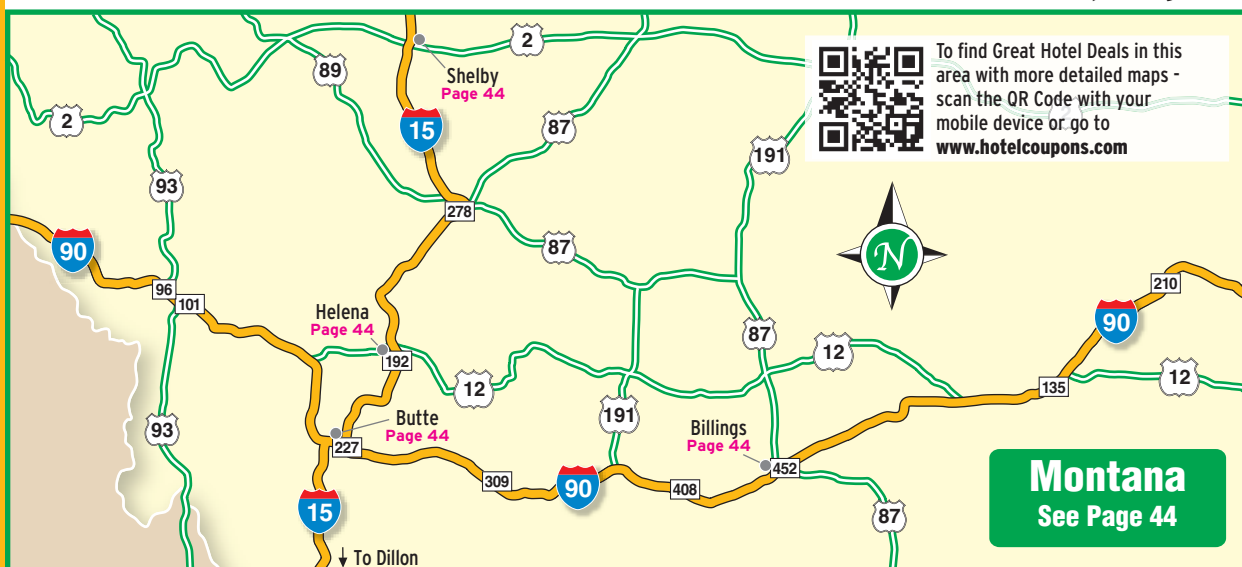 2
89
Shelby
Page 44
15
87
191
To find Great Hotel Deals in this
area with more detailed maps -
scan the QR Code with your
mobile device or go to
www.hotelcoupons.com
2
93
278
87
N
90
96
101
Helena
Page 44
192
12
87
12
210
90
135
12
93
Butte
Page 44
227
191
Billings
Page 44
452
309
90
408
15
87
Montana
See Page 44
↓ To Dillon